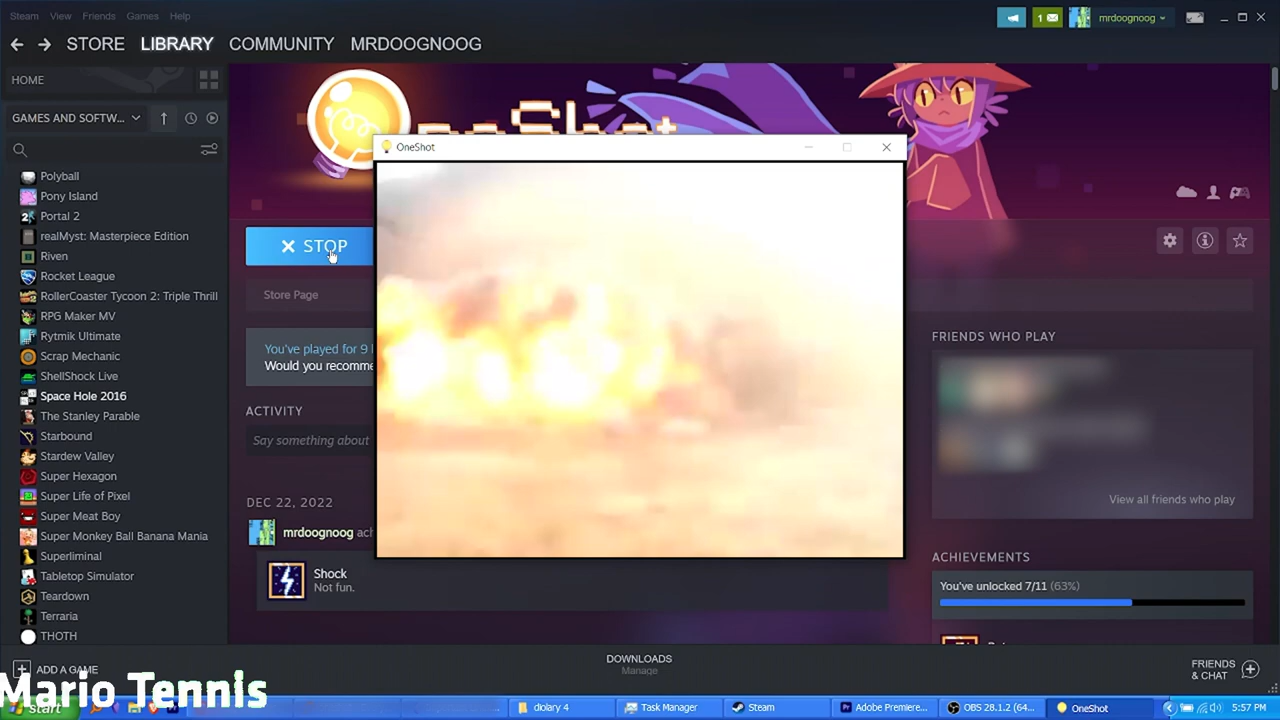 Steam View Friends Games Help
1
mrdoognoog
STORE LIBRARY COMMUNITY MRDOOGNOOG
HOME
GAMES AND SOFTW...
Polyball
Pony Island
Portal 2
realMyst: Masterpiece Edition
Riven
Rocket League
RollerCoaster Tycoon 2: Triple Thrill
RPG Maker MV
Rytmik Ultimate
Scrap Mechanic
ShellShock Live
Space Hole 2016
The Stanley Parable
Starbound
Stardew Valley
Super Hexagon
Super Life of Pixel
Super Meat Boy
Super Monkey Ball Banana Mania
Superliminal
Tabletop Simulator
Teardown
Terraria
THOTH
ADD A GAME
OneShot
OneShot
STOP
Store Page
You've played for 9
Would you recomme
ACTIVITY
Say something about
DEC 22, 2022
mrdoognoog ach
Shock
Not fun.
FRIENDS WHO PLAY
View all friends who play
ACHIEVEMENTS
You've unlocked 7/11 (63%)
DOWNLOADS
Manage
FRIENDS
& CHAT
Mario Tennis
start
diolary 4
Task Manager
Steam
Adobe Premiere...
OBS 28.1.2 (64...
OneShot
5:57 PM